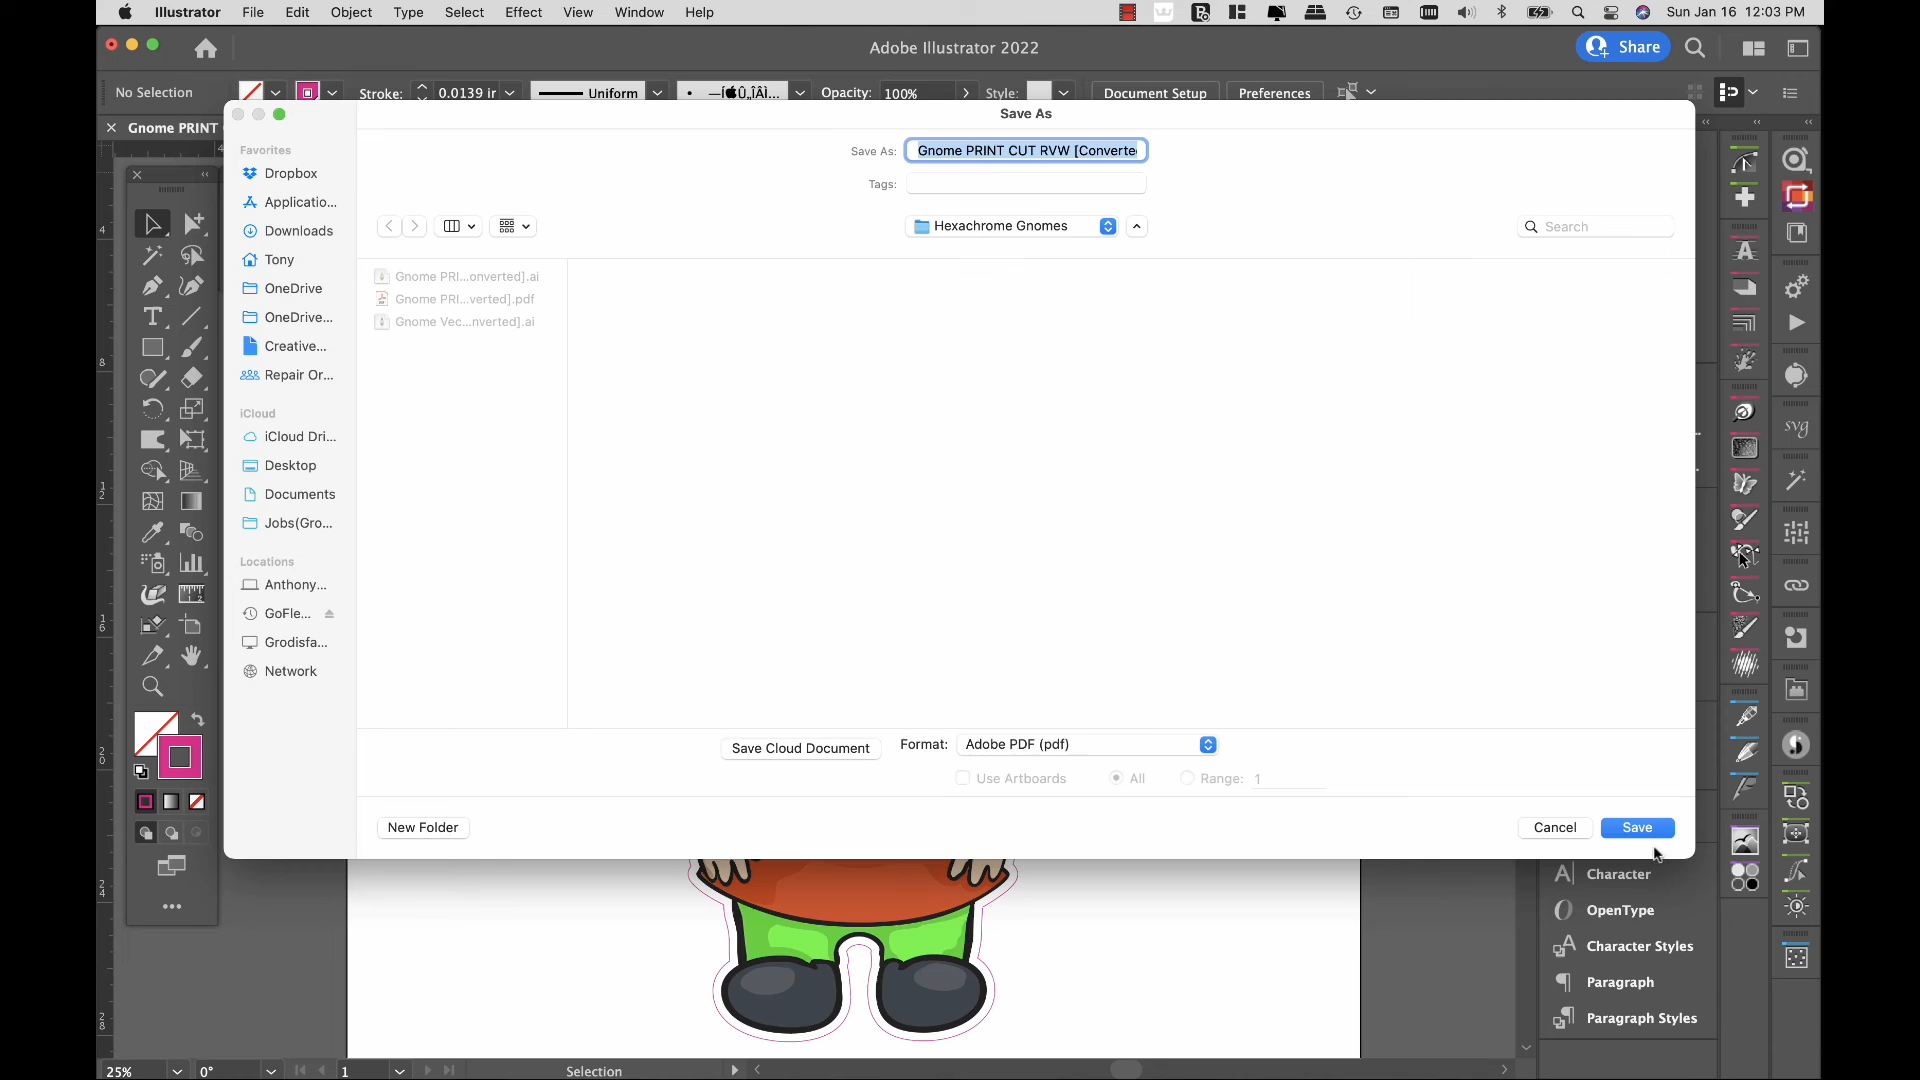 Illustrator File Edit Object Type Select Effect View Window Help Sun Jan 16 12:03 PM
Adobe Illustrator 2022
Share
No Selection Stroke: 0.0139 in Uniform Opacity: 100% Style: Document Setup Preferences
Gnome PRINT
Save As
Save As: Gnome PRINT CUT RVW [Converte
Tags:
Hexachrome Gnomes
Search
Favorites
Dropbox
Applicatio...
Downloads
Tony
OneDrive
OneDrive...
Creative...
Repair Or...
iCloud
iCloud Dri...
Desktop
Documents
Jobs(Gro...
Locations
Anthony...
GoFle...
Grodisfa...
Network
Gnome PRI...onverted].ai
Gnome PRI...verted].pdf
Gnome Vec...nverted].ai
Save Cloud Document Format: Adobe PDF (pdf)
Use Artboards All Range: 1
New Folder Cancel Save
svg
Character
OpenType
Character Styles
Paragraph
Paragraph Styles
25% 0° 1 Selection